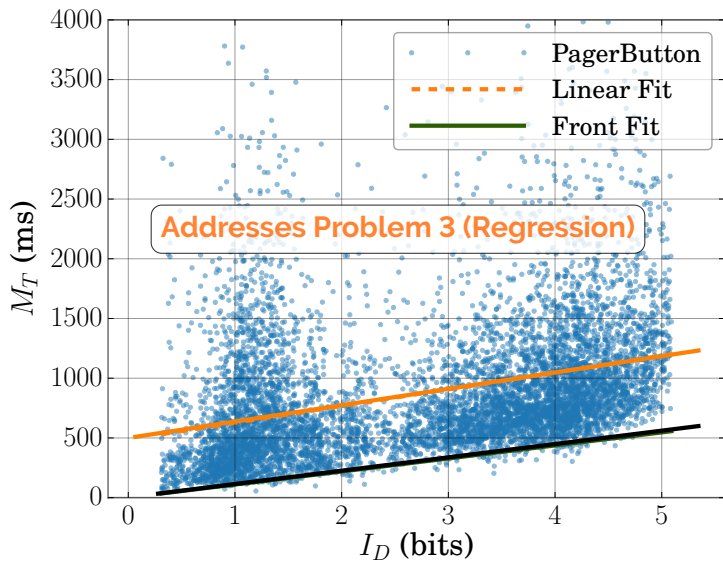 4000
3500
3000
2500
2000
1500
1000
500
0
M_T (ms)
PagerButton
Linear Fit
Front Fit
Addresses Problem 3 (Regression)
0 1 2 3 4 5
I_D (bits)